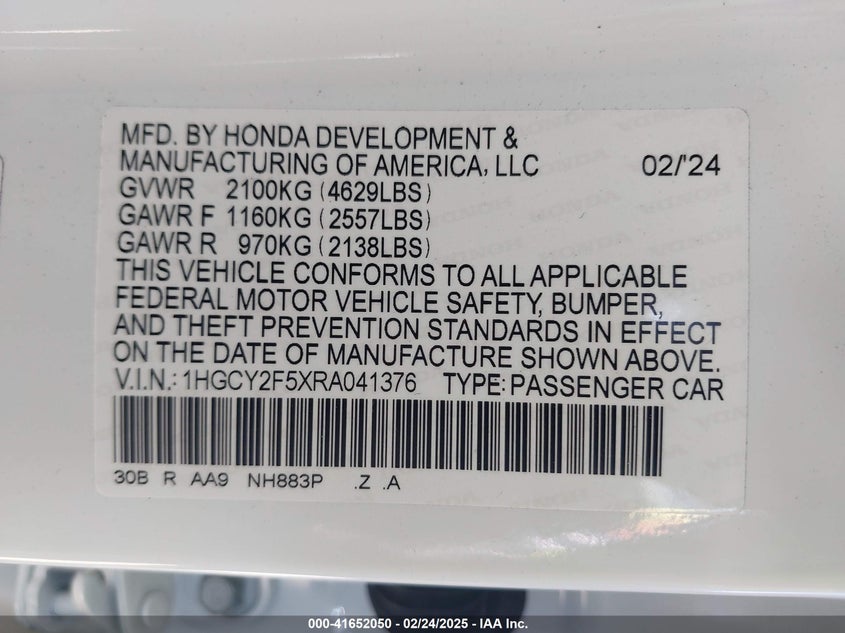 MFD. BY HONDA DEVELOPMENT &
MANUFACTURING OF AMERICA, LLC 02/'24
GVWR 2100KG (4629LBS)
GAWR F 1160KG (2557LBS)
GAWR R 970KG (2138LBS)
THIS VEHICLE CONFORMS TO ALL APPLICABLE
FEDERAL MOTOR VEHICLE SAFETY, BUMPER,
AND THEFT PREVENTION STANDARDS IN EFFECT
ON THE DATE OF MANUFACTURE SHOWN ABOVE.
V.I.N.: 1HGCY2F5XRA041376 TYPE: PASSENGER CAR
30B R AA9 NH883P .Z .A
000-41652050 - 02/24/2025 - IAA Inc.